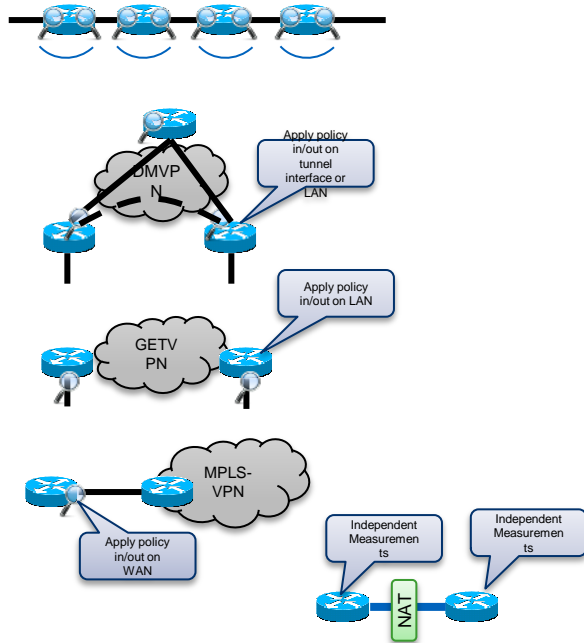 Apply policy
in/out on
tunnel
interface or
LAN
DMVP
N
Apply policy
in/out on LAN
GETV
PN
MPLS-
VPN
Apply policy
in/out on
WAN
Independent
Measuremen
ts
Independent
Measuremen
ts
NAT